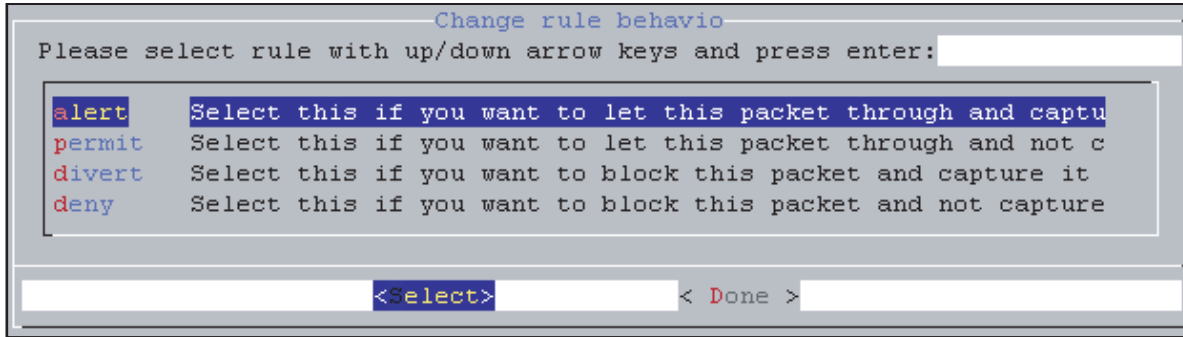 Change rule behavio
Please select rule with up/down arrow keys and press enter:
alert Select this if you want to let this packet through and captu
permit Select this if you want to let this packet through and not c
divert Select this if you want to block this packet and capture it
deny Select this if you want to block this packet and not capture
<Select> < Done >